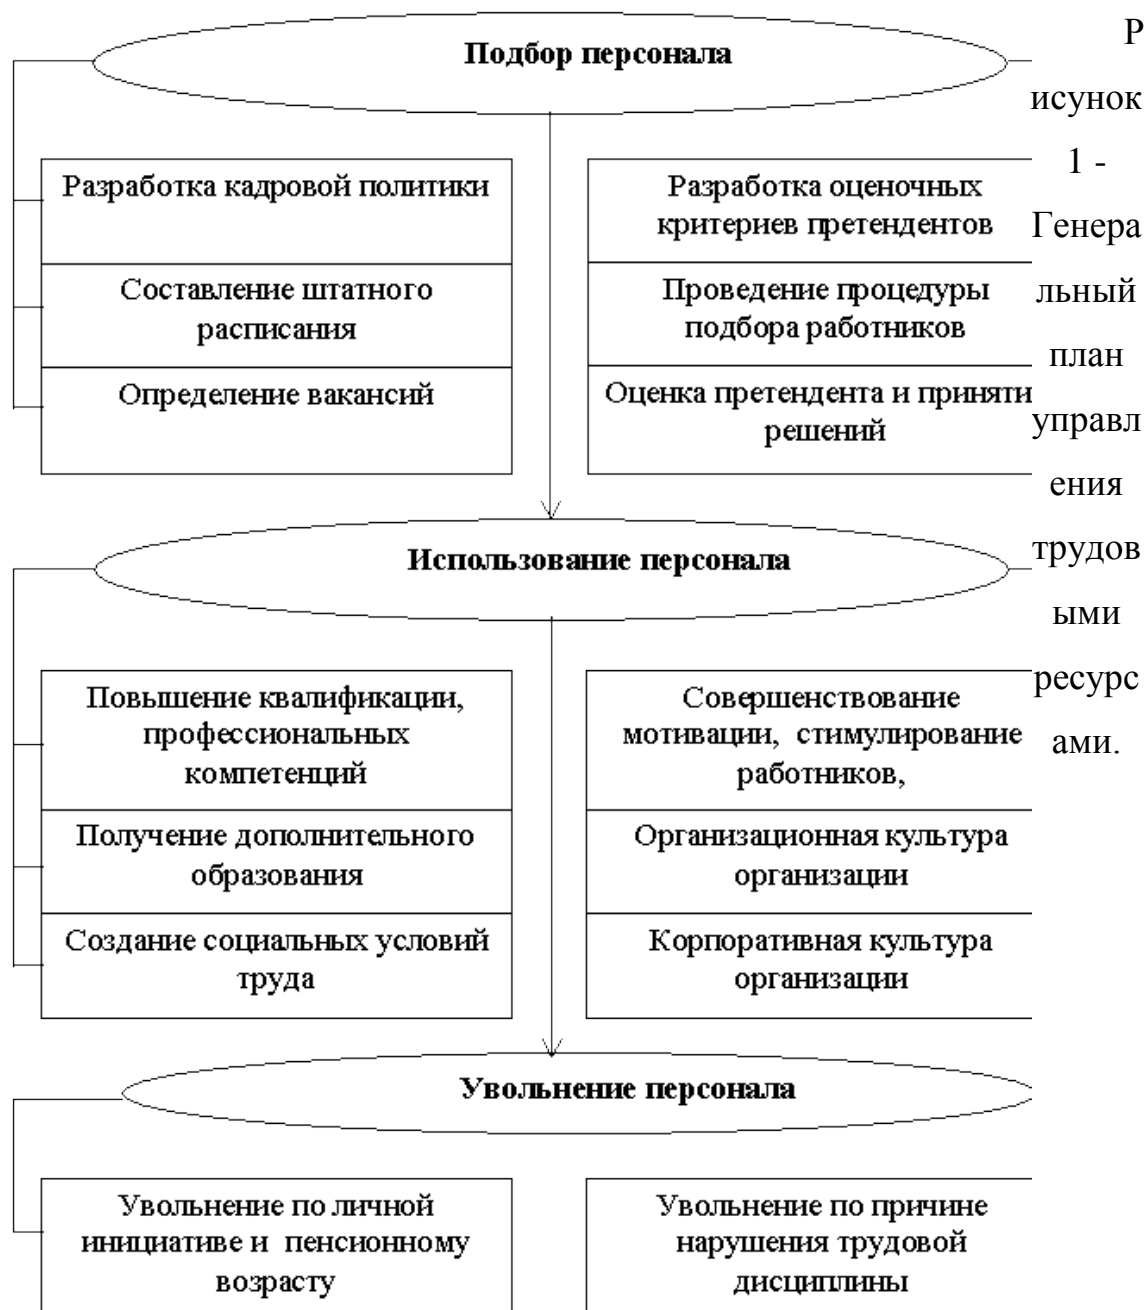 Подбор персонала
Разработка кадровой политики
Составление штатного
расписания
Определение вакансий
Разработка оценочных
критериев претендентов
Проведение процедуры
подбора работников
Оценка претендента и приняти
решений
Использование персонала
Повышение квалификации,
профессиональных
компетенций
Получение дополнительного
образования
Создание социальных условий
труда
Совершенствование
мотивации, стимулирование
работников,
Организационная культура
организации
Корпоративная культура
организации
Увольнение персонала
Увольнение по личной
инициативе и пенсионному
возрасту
Увольнение по причине
нарушения трудовой
дисциплины
Р
исунок
1 -
Генера
льный
план
управл
ения
трудов
ыми
ресурс
ами.